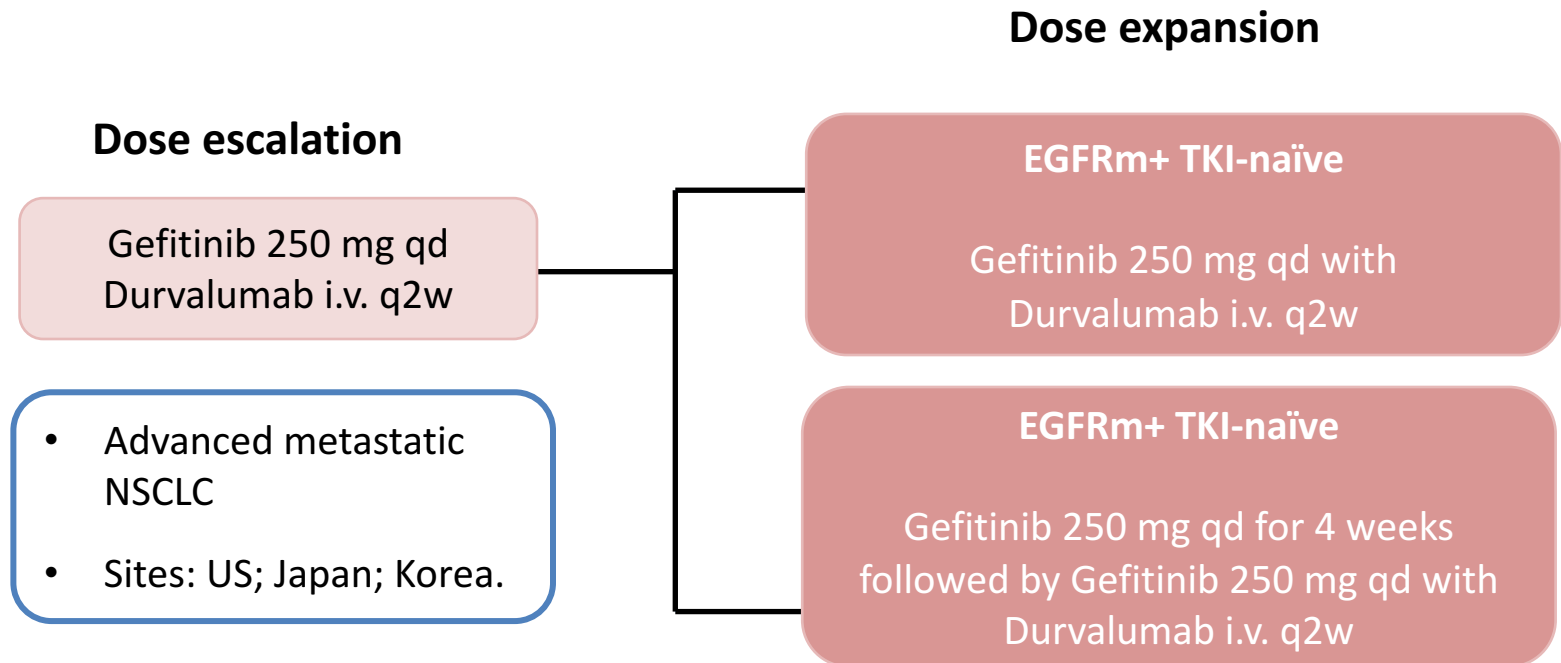 Dose escalation
Gefitinib 250 mg qd
Durvalumab i.v. q2w
• Advanced metastatic
NSCLC
• Sites: US; Japan; Korea.
Dose expansion
EGFRm+ TKI-naïve
Gefitinib 250 mg qd with
Durvalumab i.v. q2w
EGFRm+ TKI-naïve
Gefitinib 250 mg qd for 4 weeks
followed by Gefitinib 250 mg qd with
Durvalumab i.v. q2w